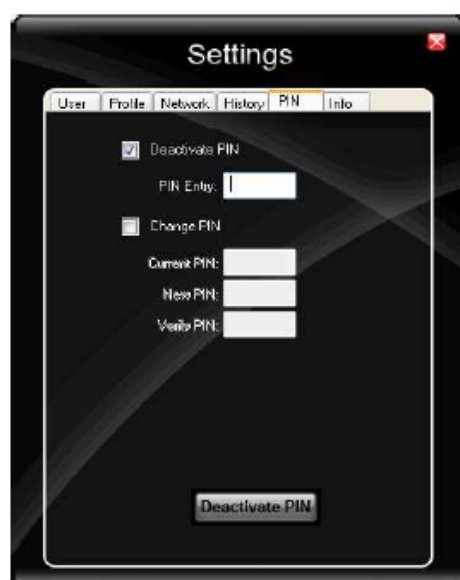 Settings
User Profile Network History PIN Info
Deactivate PIN
PIN Entry:
Change PIN
Current PIN:
New PIN:
Verify PIN:
Deactivate PIN